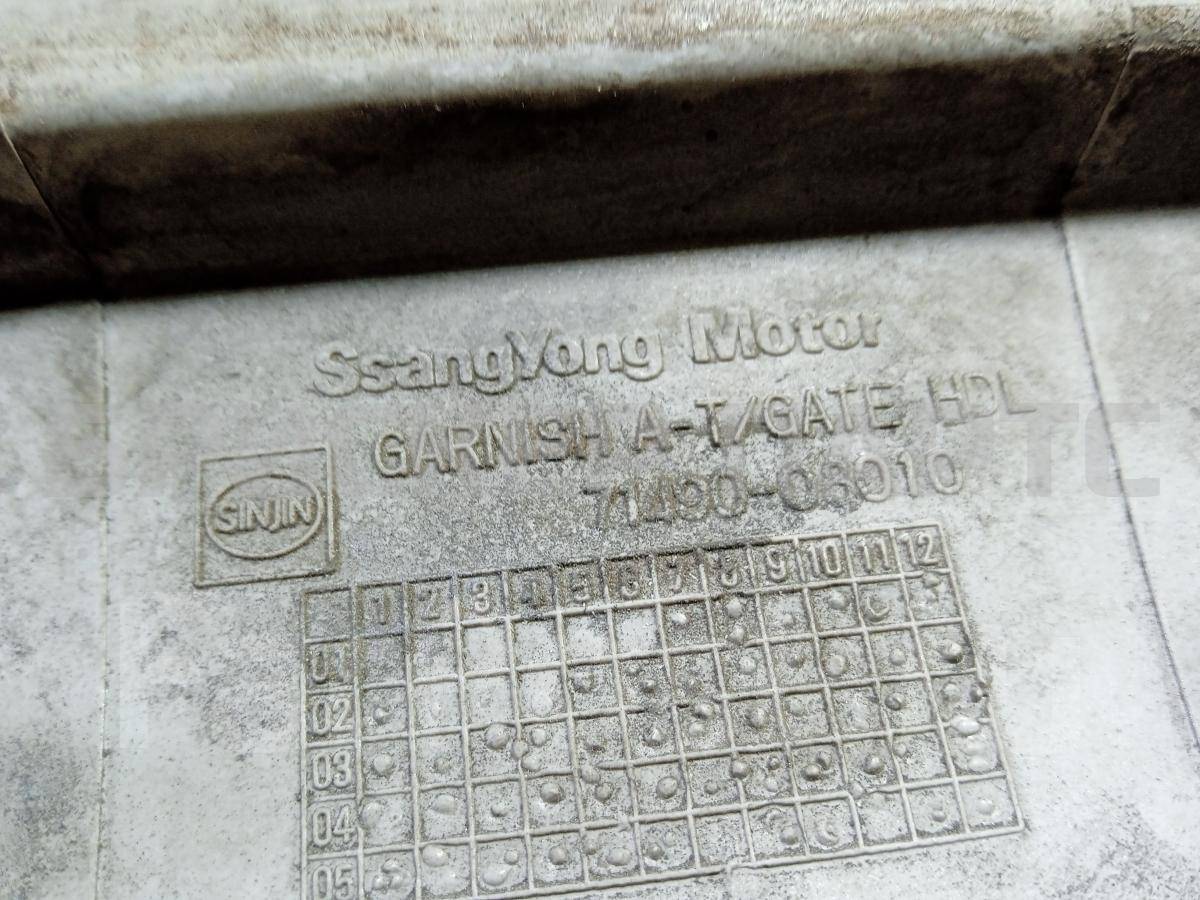 SsangYong Motor
GARNISH A-T/GATE HDL
71490-08010
SINJIN
1 2 3 4 5 6 7 8 9 10 11 12
01
02
03
04
05
TC